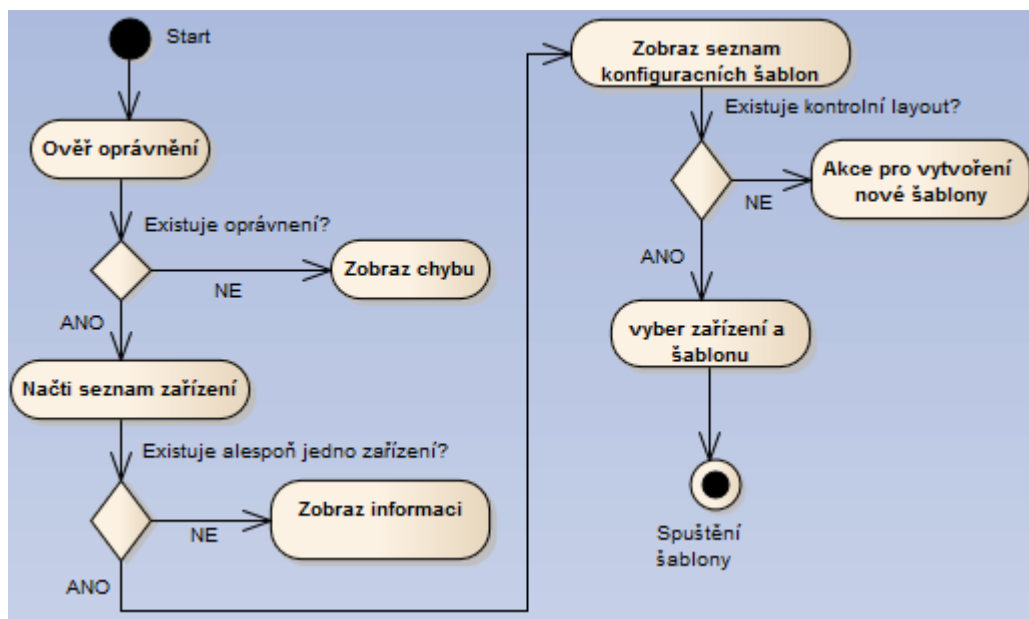 Start
Ověř oprávnění
Existuje oprávnení?
NE
Zobraz chybu
ANO
Načti seznam zařízení
Existuje alespoň jedno zařízení?
NE
Zobraz informaci
ANO
Zobraz seznam
konfiguracních šablon
Existuje kontrolní layout?
NE
Akce pro vytvoření
nové šablony
ANO
vyber zařízení a
šablonu
Spuštění
šablony